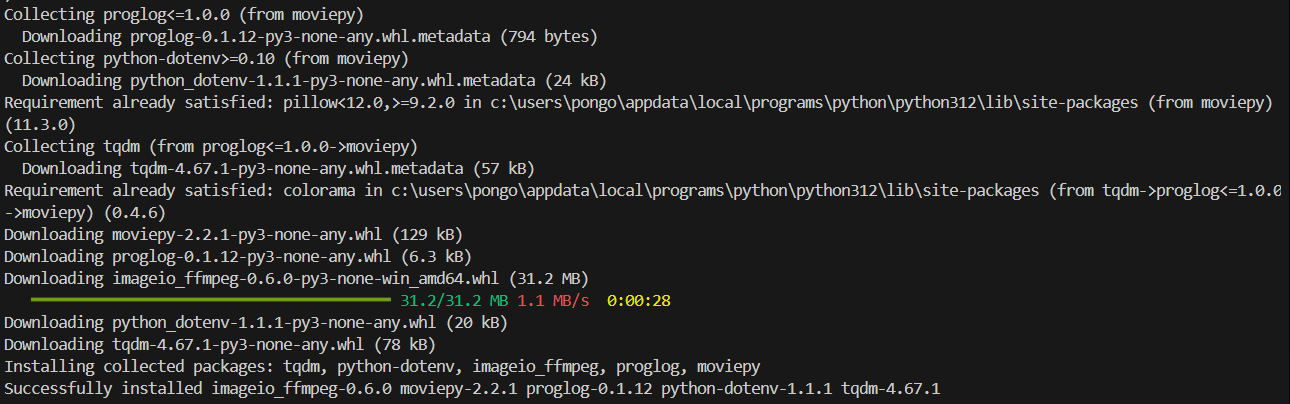 Collecting proglog<=1.0.0 (from moviepy)
  Downloading proglog-0.1.12-py3-none-any.whl.metadata (794 bytes)
Collecting python-dotenv>=0.10 (from moviepy)
  Downloading python_dotenv-1.1.1-py3-none-any.whl.metadata (24 kB)
Requirement already satisfied: pillow<12.0,>=9.2.0 in c:\users\pongo\appdata\local\programs\python\python312\lib\site-packages (from moviepy)
(11.3.0)
Collecting tqdm (from proglog<=1.0.0->moviepy)
  Downloading tqdm-4.67.1-py3-none-any.whl.metadata (57 kB)
Requirement already satisfied: colorama in c:\users\pongo\appdata\local\programs\python\python312\lib\site-packages (from tqdm->proglog<=1.0.0
->moviepy) (0.4.6)
Downloading moviepy-2.2.1-py3-none-any.whl (129 kB)
Downloading proglog-0.1.12-py3-none-any.whl (6.3 kB)
Downloading imageio_ffmpeg-0.6.0-py3-none-win_amd64.whl (31.2 MB)
31.2/31.2 MB 1.1 MB/s  0:00:28
Downloading python_dotenv-1.1.1-py3-none-any.whl (20 kB)
Downloading tqdm-4.67.1-py3-none-any.whl (78 kB)
Installing collected packages: tqdm, python-dotenv, imageio_ffmpeg, proglog, moviepy
Successfully installed imageio_ffmpeg-0.6.0 moviepy-2.2.1 proglog-0.1.12 python-dotenv-1.1.1 tqdm-4.67.1